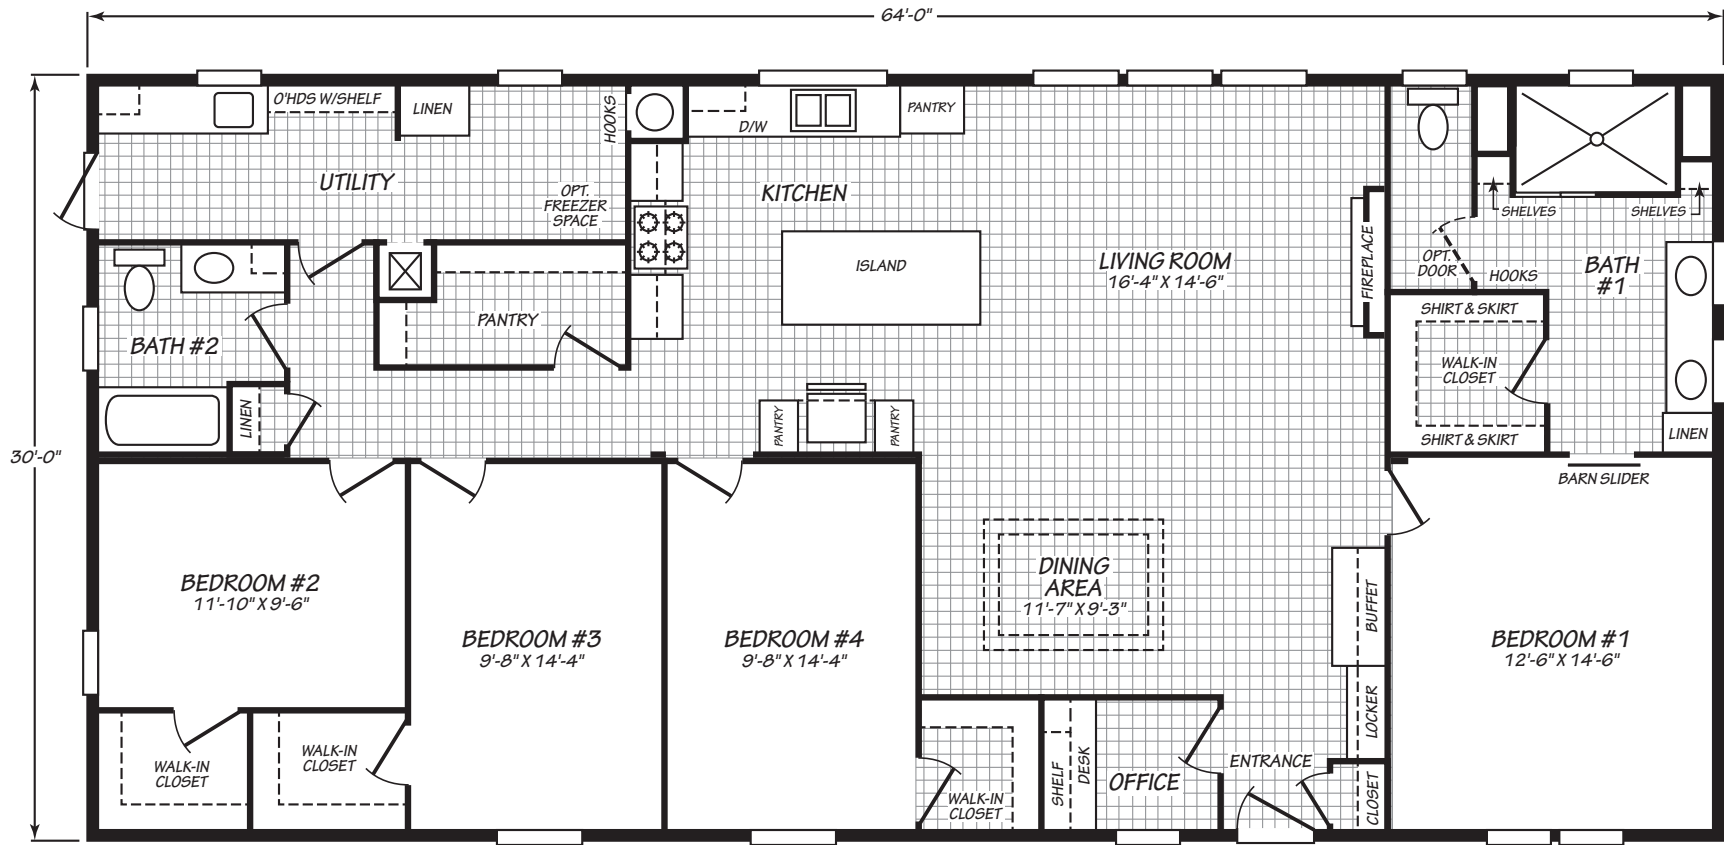 64'-0"
30'-0"
O'HDS W/SHELF
LINEN
HOOKS
D/W
PANTRY
UTILITY
OPT.
FREEZER
SPACE
KITCHEN
ISLAND
LIVING ROOM
16'-4" X 14'-6"
FIREPLACE
SHELVES
SHELVES
OPT.
DOOR
HOOKS
BATH
#1
SHIRT & SKIRT
WALK-IN
CLOSET
SHIRT & SKIRT
LINEN
BARN SLIDER
BATH #2
LINEN
PANTRY
PANTRY
PANTRY
BEDROOM #2
11'-10" X 9'-6"
BEDROOM #3
9'-8" X 14'-4"
BEDROOM #4
9'-8" X 14'-4"
DINING
AREA
11'-7" X 9'-3"
BUFFET
LOCKER
BEDROOM #1
12'-6" X 14'-6"
WALK-IN
CLOSET
WALK-IN
CLOSET
WALK-IN
CLOSET
SHELF
DESK
OFFICE
ENTRANCE
CLOSET